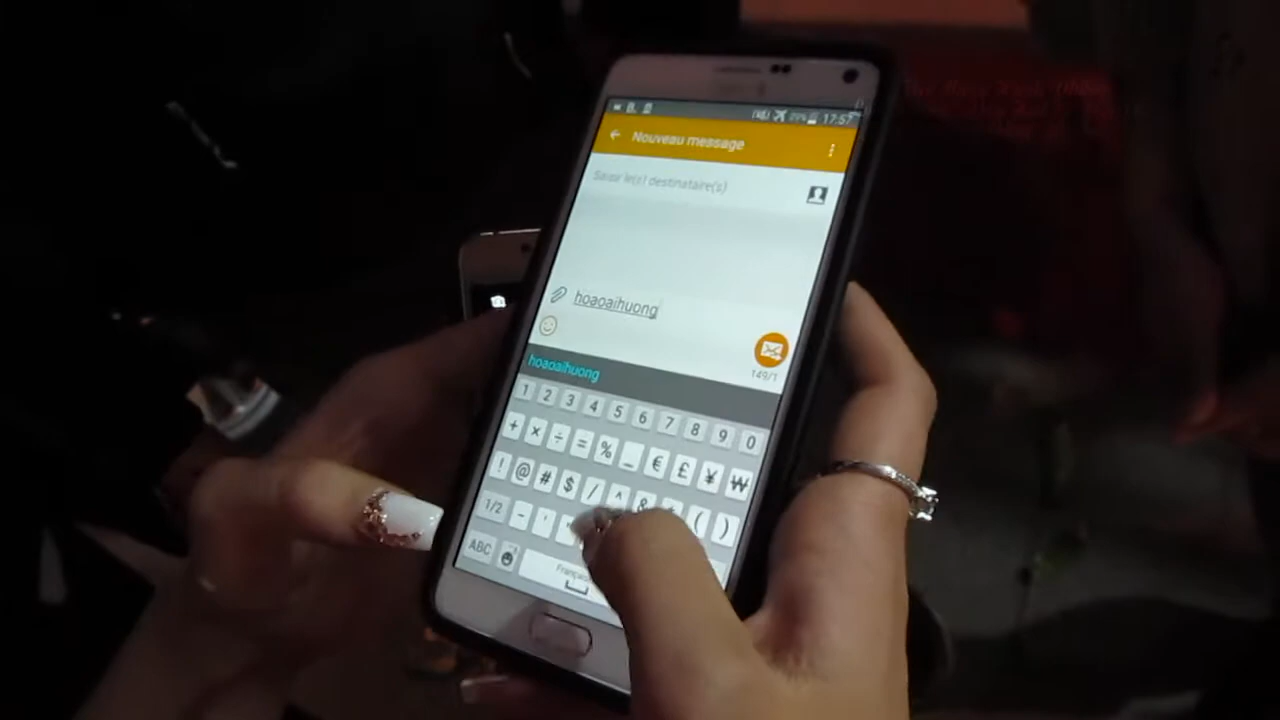 17:57
Nouveau message
Saisir le(s) destinataire(s)
hoaoaihuong
149/1
hoaoaihuong
1 2 3 4 5 6 7 8 9 0
+ × ÷ = % _ € £ ¥ ₩
! @ # $ / ^ & ( )
1/2 - '
ABC Français